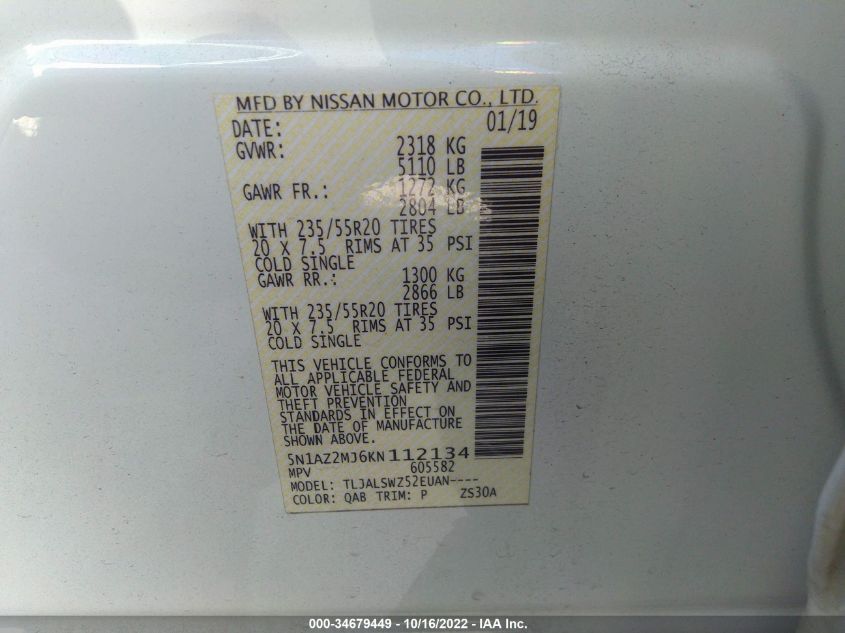 MFD BY NISSAN MOTOR CO., LTD.
DATE: 01/19
GVWR: 2318 KG
5110 LB
GAWR FR.: 1272 KG
2804 LB
WITH 235/55R20 TIRES
20 X 7.5 RIMS AT 35 PSI
COLD SINGLE
GAWR RR.: 1300 KG
2866 LB
WITH 235/55R20 TIRES
20 X 7.5 RIMS AT 35 PSI
COLD SINGLE
THIS VEHICLE CONFORMS TO
ALL APPLICABLE FEDERAL
MOTOR VEHICLE SAFETY AND
THEFT PREVENTION
STANDARDS IN EFFECT ON
THE DATE OF MANUFACTURE
SHOWN ABOVE.
5N1AZ2MJ6KN112134
MPV 605582
MODEL: TLJALSWZ52EUAN----
COLOR: QAB TRIM: P ZS30A
000-34679449 - 10/16/2022 - IAA Inc.